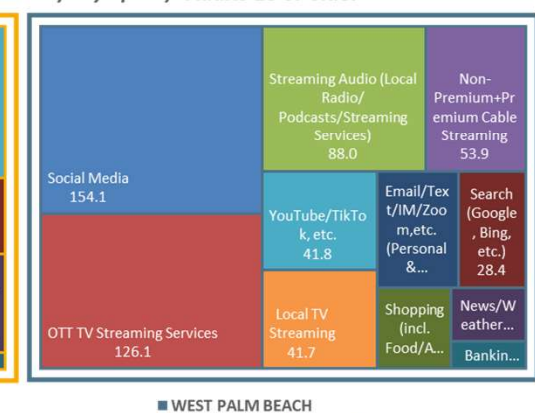 Social Media
154.1
OTT TV Streaming Services
126.1
Streaming Audio (Local
Radio/
Podcasts/Streaming
Services)
88.0
Non-
Premium+Pr
emium Cable
Streaming
53.9
YouTube/TikTo
k, etc.
41.8
Local TV
Streaming
41.7
Email/Tex
t/IM/Zoo
m,etc.
(Personal
&...
Search
(Google
, Bing,
etc.)
28.4
Shopping
(incl.
Food/A...
News/W
eather...
Bankin...
WEST PALM BEACH